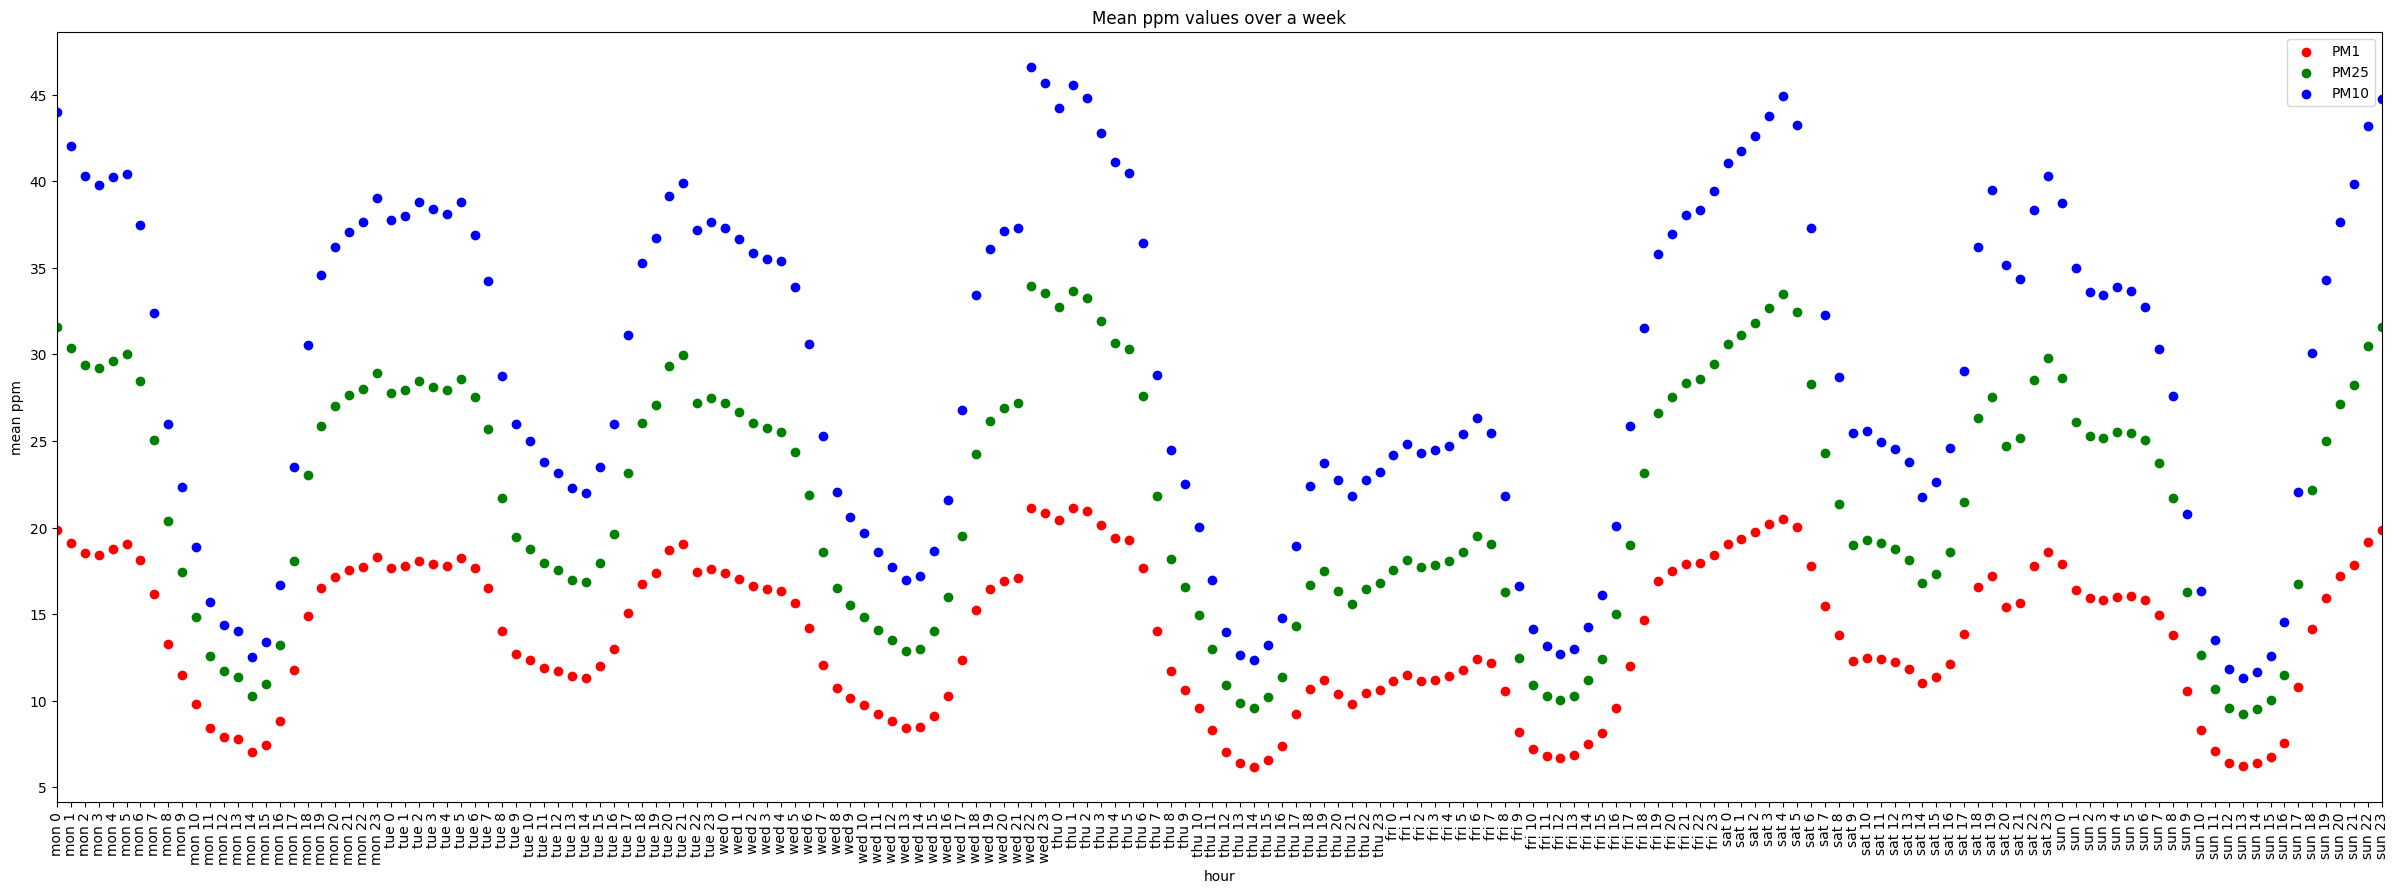 Mean ppm values over a week
PM1
PM25
PM10
45
40
35
30
25
20
15
10
5
mean ppm
mon 0
mon 1
mon 2
mon 3
mon 4
mon 5
mon 6
mon 7
mon 8
mon 9
mon 10
mon 11
mon 12
mon 13
mon 14
mon 15
mon 16
mon 17
mon 18
mon 19
mon 20
mon 21
mon 22
mon 23
tue 0
tue 1
tue 2
tue 3
tue 4
tue 5
tue 6
tue 7
tue 8
tue 9
tue 10
tue 11
tue 12
tue 13
tue 14
tue 15
tue 16
tue 17
tue 18
tue 19
tue 20
tue 21
tue 22
tue 23
wed 0
wed 1
wed 2
wed 3
wed 4
wed 5
wed 6
wed 7
wed 8
wed 9
wed 10
wed 11
wed 12
wed 13
wed 14
wed 15
wed 16
wed 17
wed 18
wed 19
wed 20
wed 21
wed 22
wed 23
thu 0
thu 1
thu 2
thu 3
thu 4
thu 5
thu 6
thu 7
thu 8
thu 9
thu 10
thu 11
thu 12
thu 13
thu 14
thu 15
thu 16
thu 17
thu 18
thu 19
thu 20
thu 21
thu 22
thu 23
fri 0
fri 1
fri 2
fri 3
fri 4
fri 5
fri 6
fri 7
fri 8
fri 9
fri 10
fri 11
fri 12
fri 13
fri 14
fri 15
fri 16
fri 17
fri 18
fri 19
fri 20
fri 21
fri 22
fri 23
sat 0
sat 1
sat 2
sat 3
sat 4
sat 5
sat 6
sat 7
sat 8
sat 9
sat 10
sat 11
sat 12
sat 13
sat 14
sat 15
sat 16
sat 17
sat 18
sat 19
sat 20
sat 21
sat 22
sat 23
sun 0
sun 1
sun 2
sun 3
sun 4
sun 5
sun 6
sun 7
sun 8
sun 9
sun 10
sun 11
sun 12
sun 13
sun 14
sun 15
sun 16
sun 17
sun 18
sun 19
sun 20
sun 21
sun 22
sun 23
hour